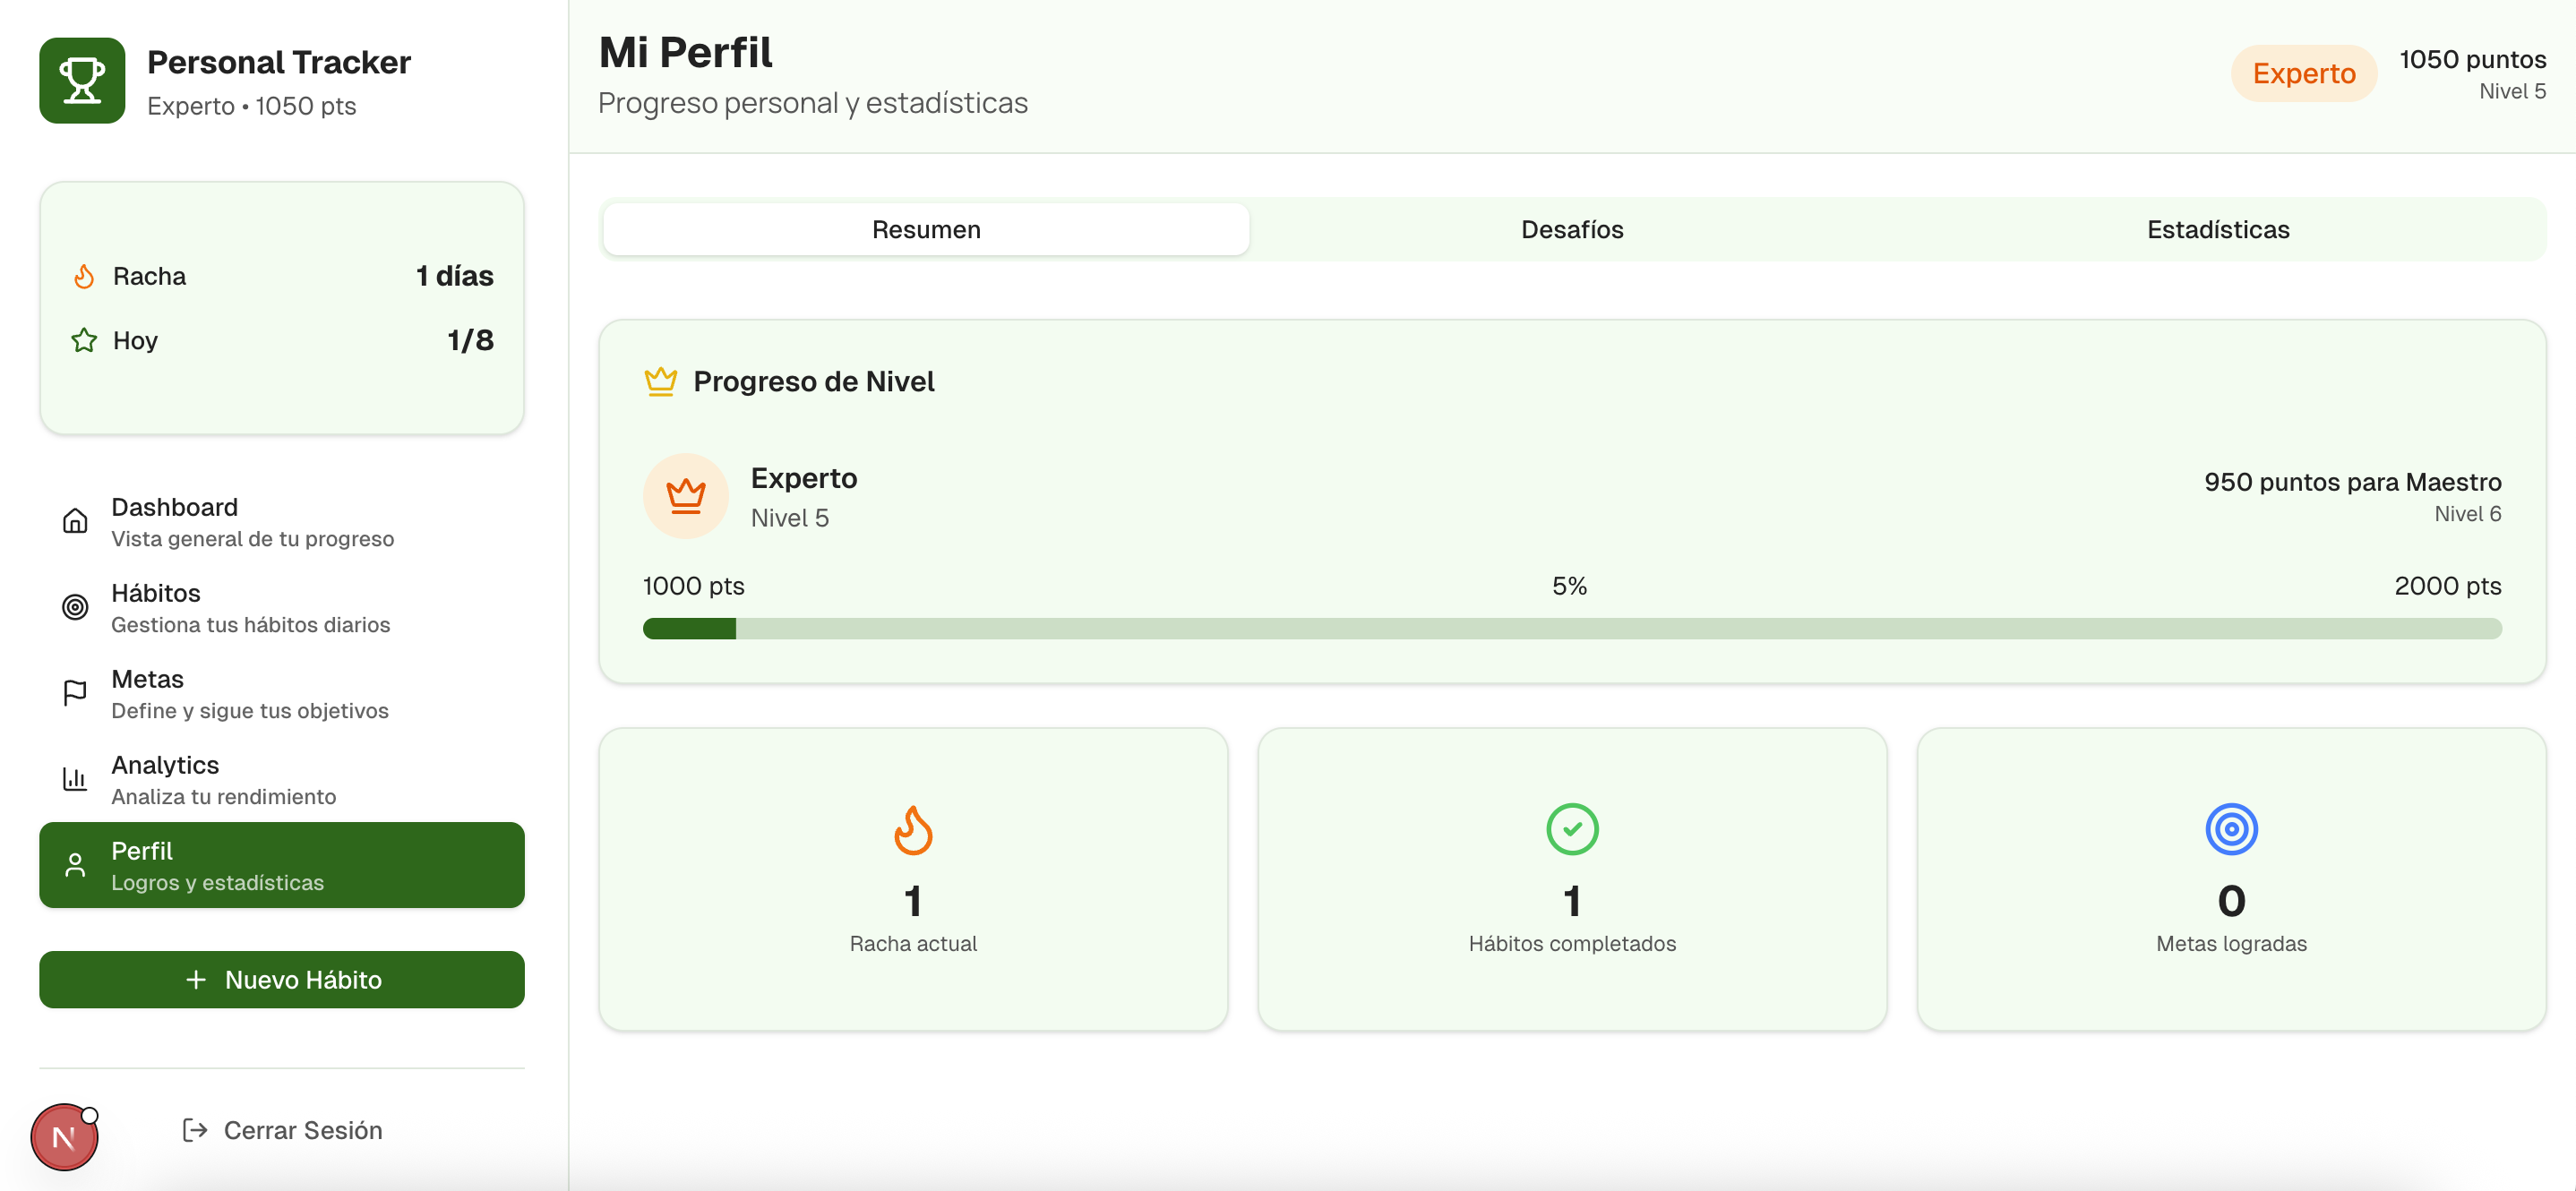 Personal Tracker
Experto • 1050 pts
Racha 1 días
Hoy 1/8
Dashboard
Vista general de tu progreso
Hábitos
Gestiona tus hábitos diarios
Metas
Define y sigue tus objetivos
Analytics
Analiza tu rendimiento
Perfil
Logros y estadísticas
Nuevo Hábito
N
Cerrar Sesión
Mi Perfil
Progreso personal y estadísticas
Experto
1050 puntos
Nivel 5
Resumen Desafíos Estadísticas
Progreso de Nivel
Experto
Nivel 5
950 puntos para Maestro
Nivel 6
1000 pts 5% 2000 pts
1
Racha actual
1
Hábitos completados
0
Metas logradas